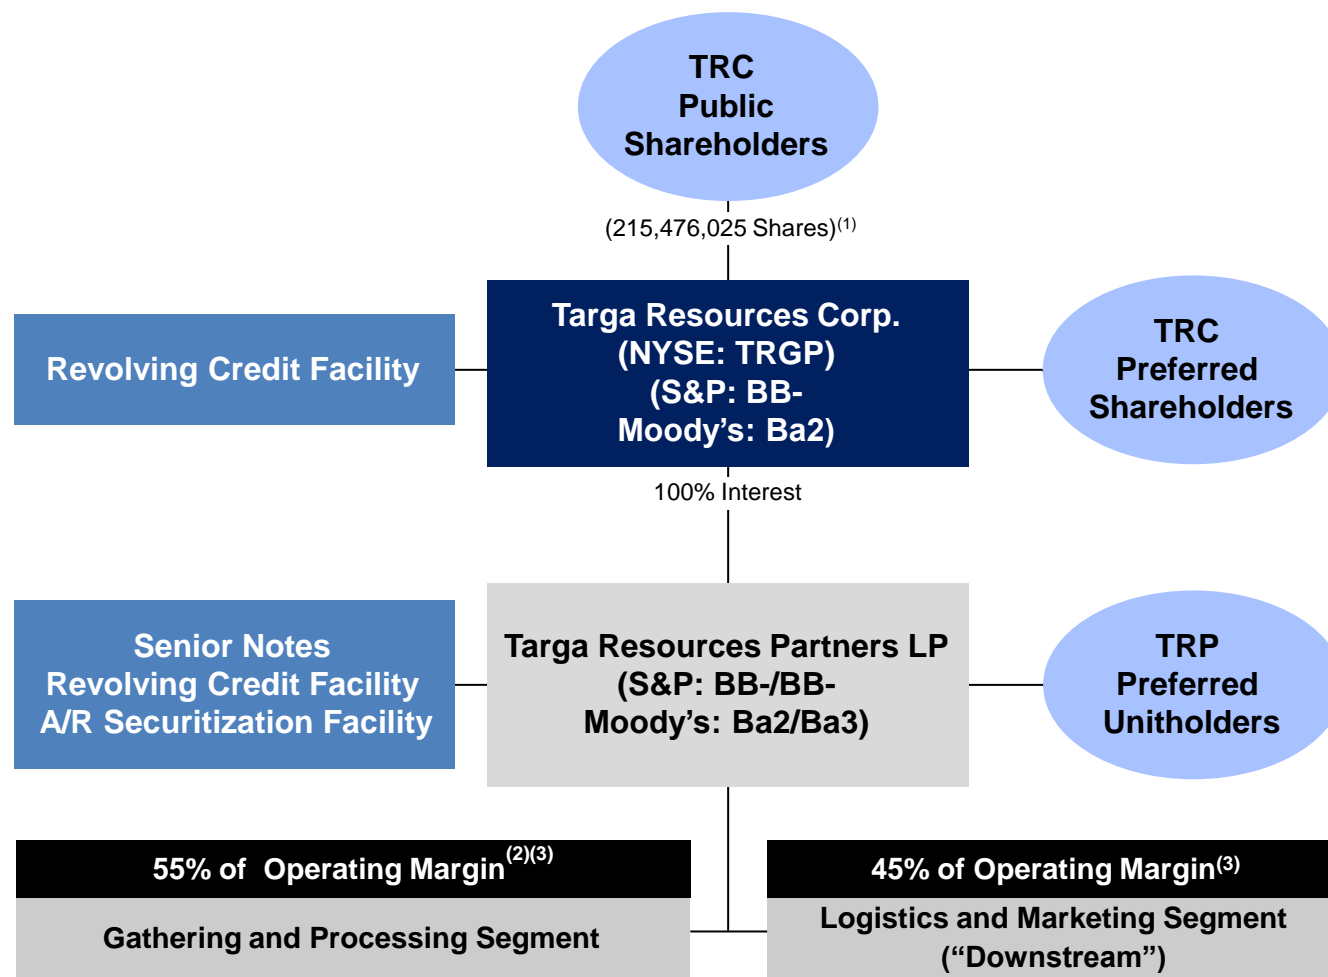 TRC
Public
Shareholders
(215,476,025 Shares)(1)
Targa Resources Corp.
(NYSE: TRGP)
(S&P: BB-
Moody’s: Ba2)
Revolving Credit Facility
TRC
Preferred
Shareholders
100% Interest
Senior Notes
Revolving Credit Facility
A/R Securitization Facility
Targa Resources Partners LP
(S&P: BB-/BB-
Moody’s: Ba2/Ba3)
TRP
Preferred
Unitholders
55% of Operating Margin(2)(3)
Gathering and Processing Segment
45% of Operating Margin(3)
Logistics and Marketing Segment
(“Downstream”)